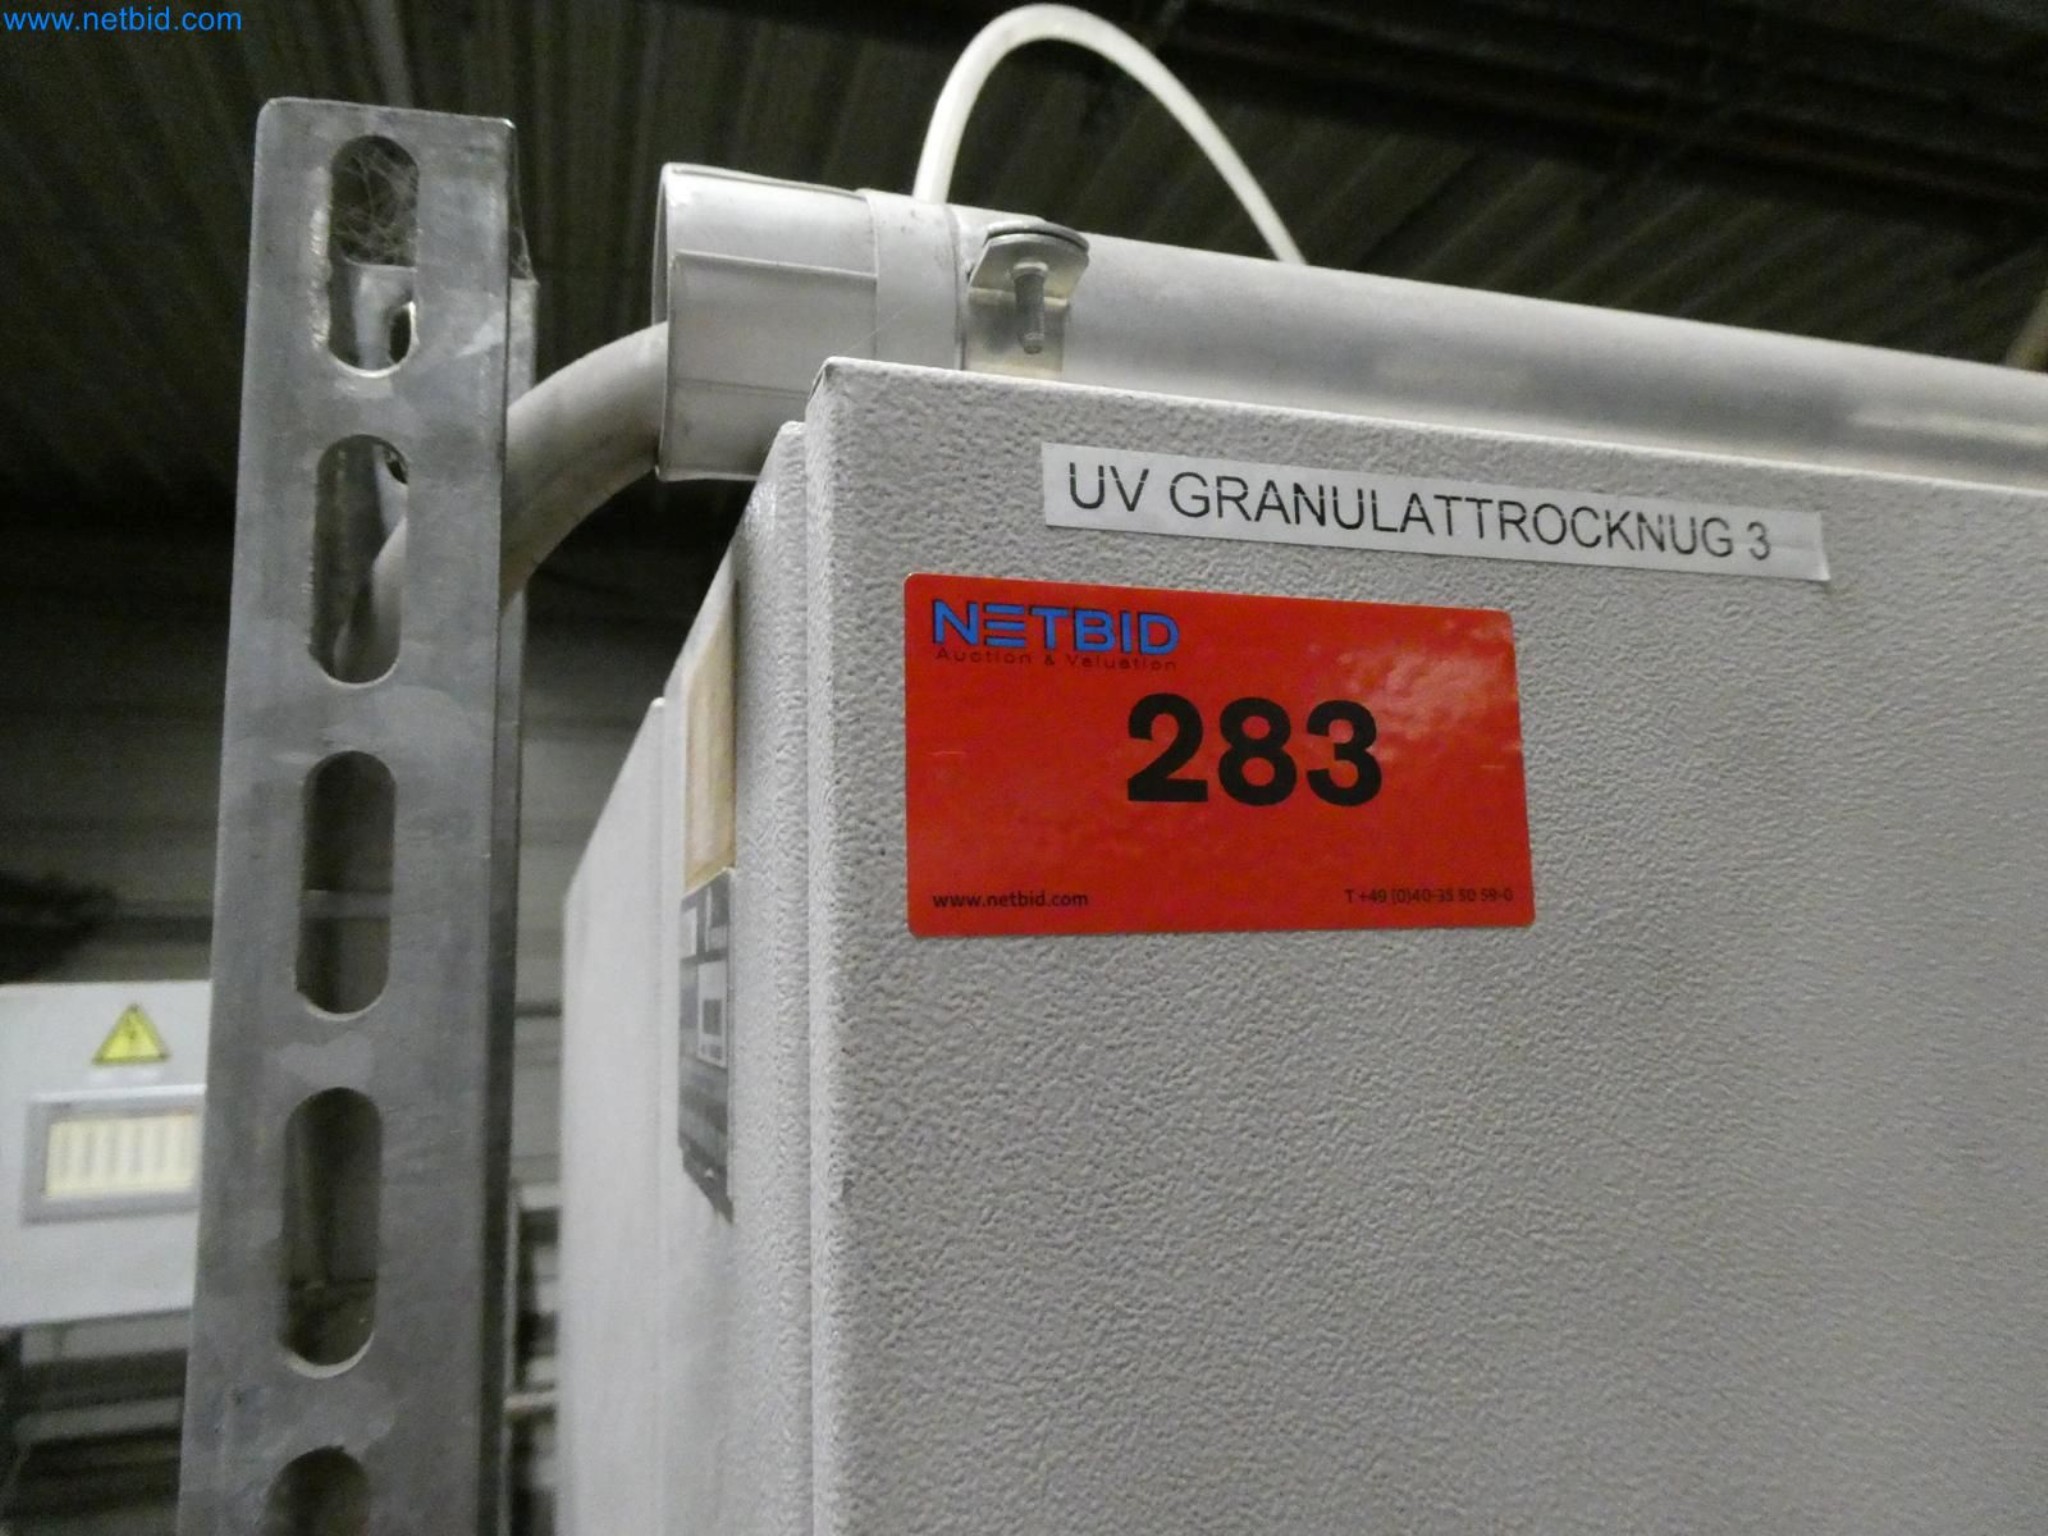 www.netbid.com
UV GRANULATTROCKNUG 3
NETBID
Auction & Valuation
283
www.netbid.com
T +49 (0)40-35 50 59-0